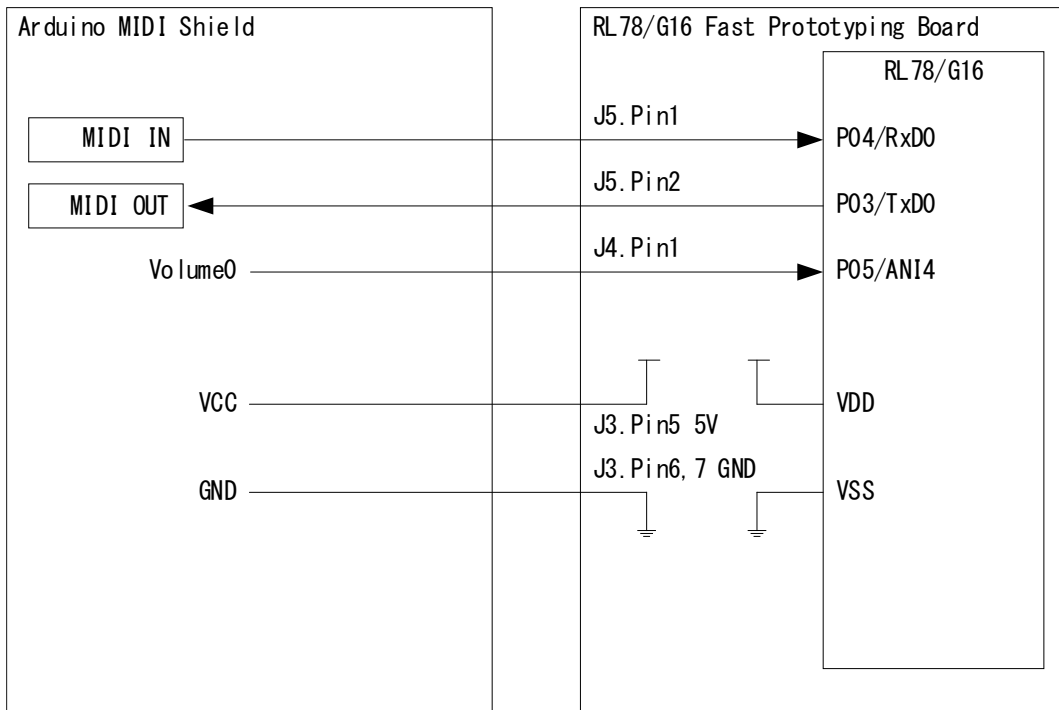 Arduino MIDI Shield
RL78/G16 Fast Prototyping Board
RL78/G16
J5.Pin1
MIDI IN
P04/RxD0
J5.Pin2
MIDI OUT
P03/TxD0
J4.Pin1
Volume0
P05/ANI4
VCC
VDD
J3.Pin5 5V
J3.Pin6,7 GND
GND
VSS